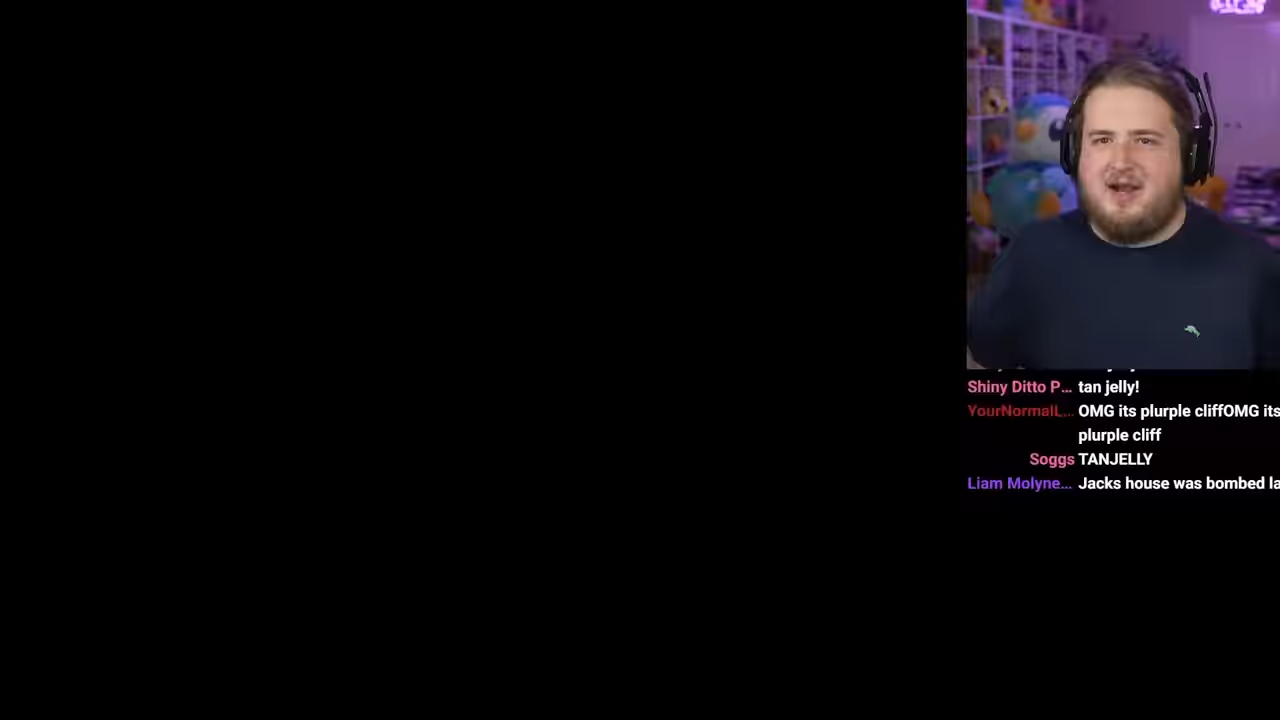 Shiny Ditto P... tan jelly!
YourNormalL... OMG its plurple cliffOMG its
plurple cliff
Soggs TANJELLY
Liam Molyne... Jacks house was bombed la